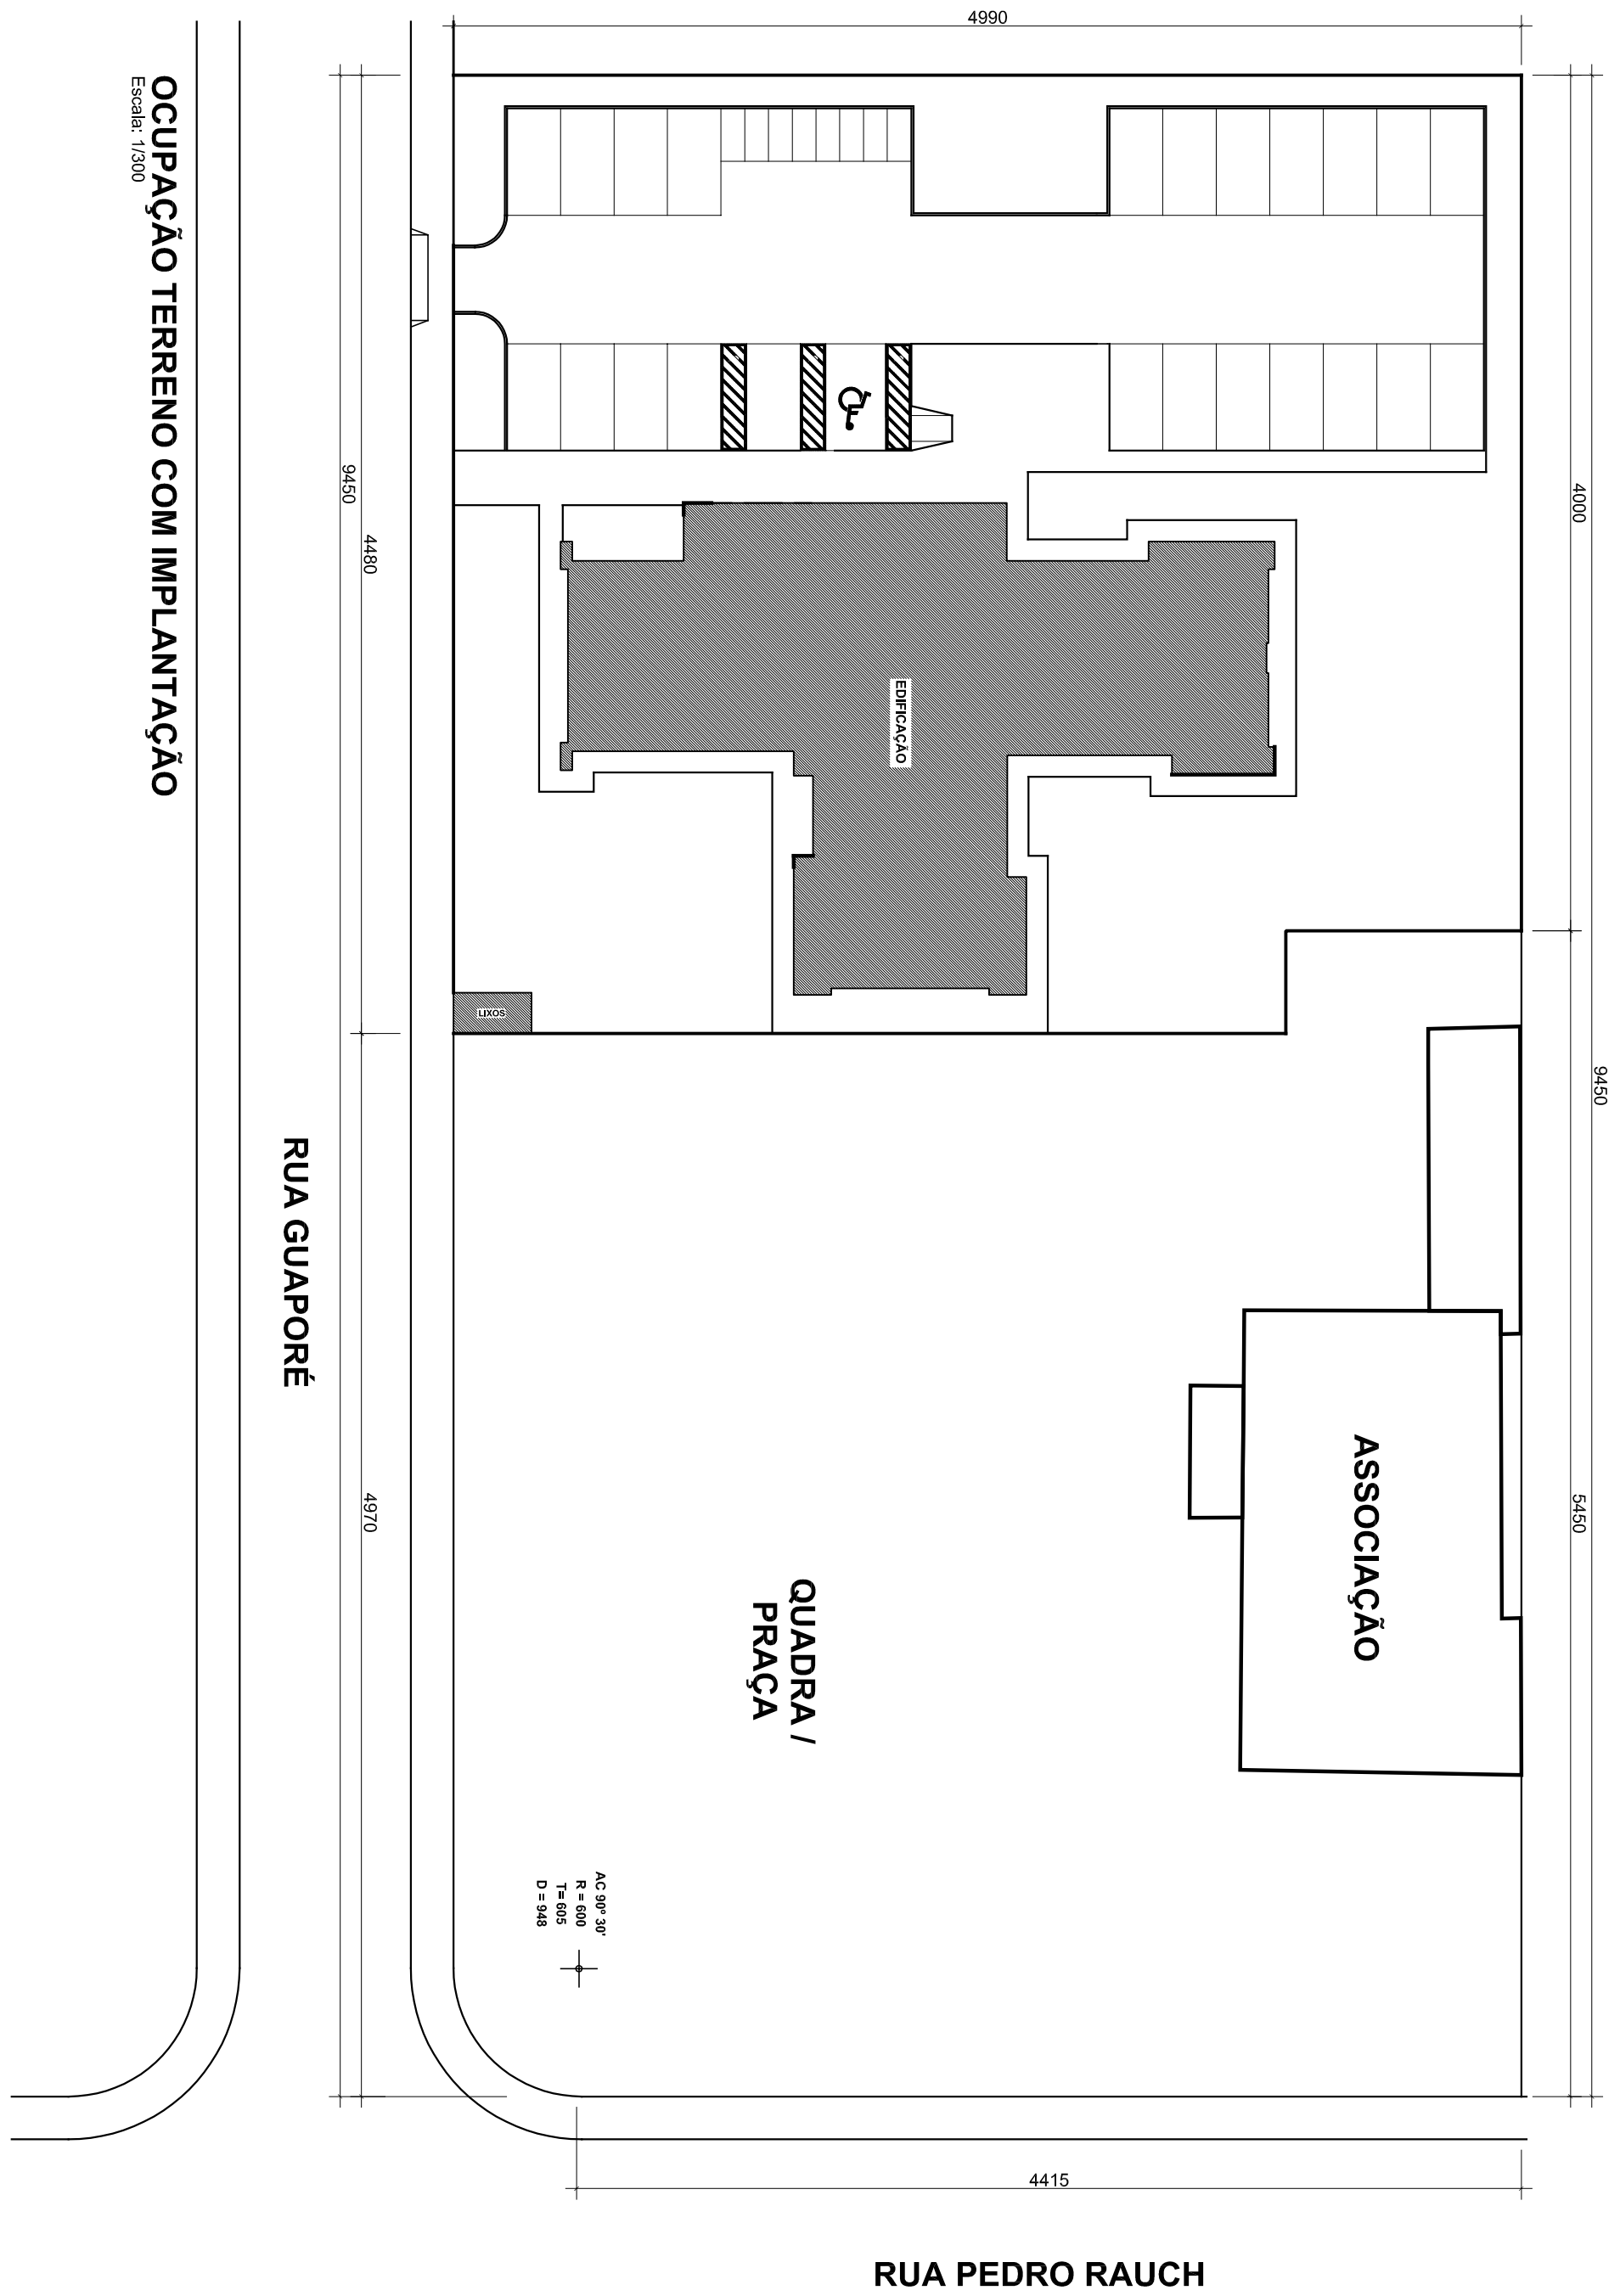 OCUPAÇÃO TERRENO COM IMPLANTAÇÃO
Escala: 1/300
4990
9450
4480
4970
4000
9450
5450
4415
EDIFICAÇÃO
LIXOS
RUA GUAPORÉ
ASSOCIAÇÃO
QUADRA /
PRAÇA
AC 90º 30'
R = 600
T= 605
D = 948
RUA PEDRO RAUCH